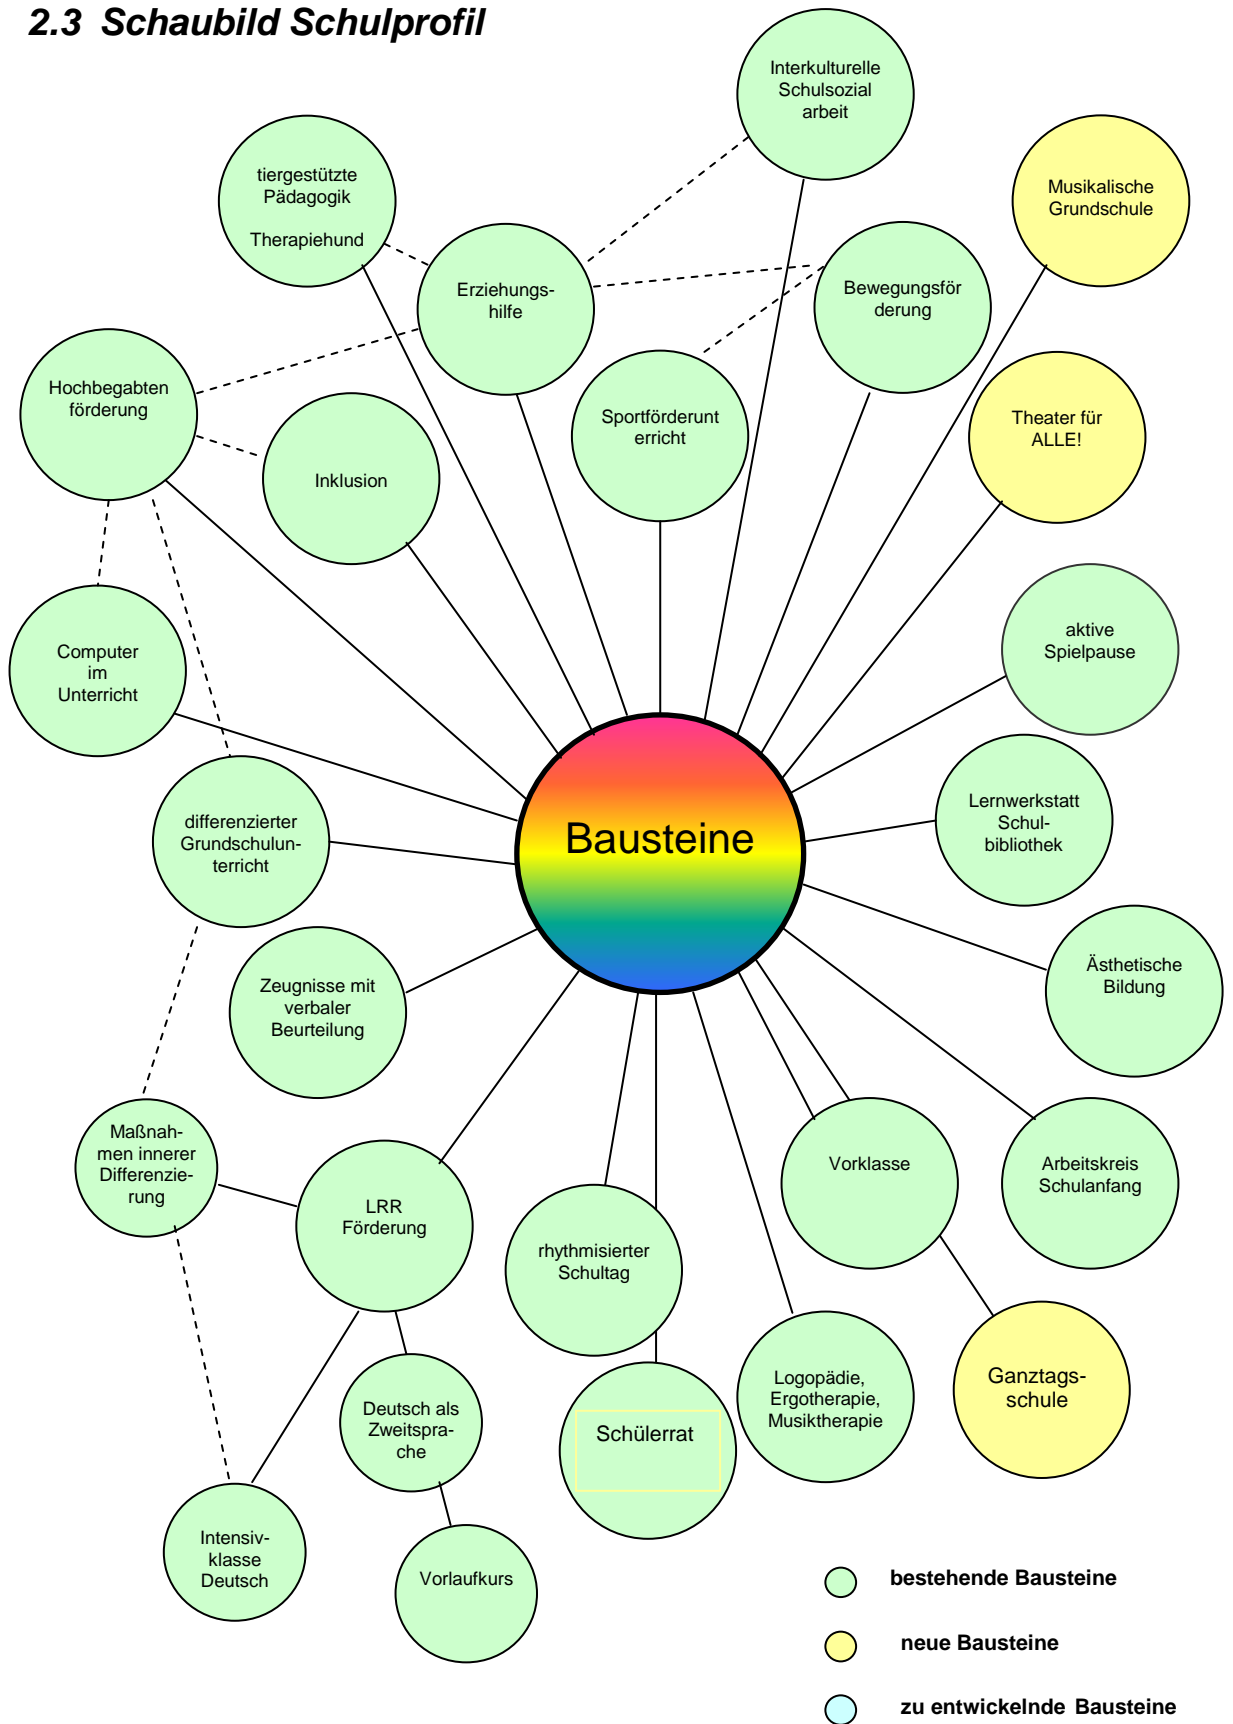 2.3 Schaubild Schulprofil
Interkulturelle
Schulsozial
arbeit
tiergestützte
Pädagogik
Therapiehund
Musikalische
Grundschule
Erziehungs-
hilfe
Bewegungsför
derung
Hochbegabten
förderung
Sportförderunt
erricht
Theater für
ALLE!
Inklusion
aktive
Spielpause
Computer
im
Unterricht
differenzierter
Grundschulun-
terricht
Bausteine
Lernwerkstatt
Schul-
bibliothek
Zeugnisse mit
verbaler
Beurteilung
Ästhetische
Bildung
Maßnah-
men innerer
Differenzie-
rung
LRR
Förderung
Vorklasse
Arbeitskreis
Schulanfang
rhythmisierter
Schultag
Deutsch als
Zweitspra-
che
Schülerrat
Logopädie,
Ergotherapie,
Musiktherapie
Ganztags-
schule
Intensiv-
klasse
Deutsch
Vorlaufkurs
bestehende Bausteine
neue Bausteine
zu entwickelnde Bausteine